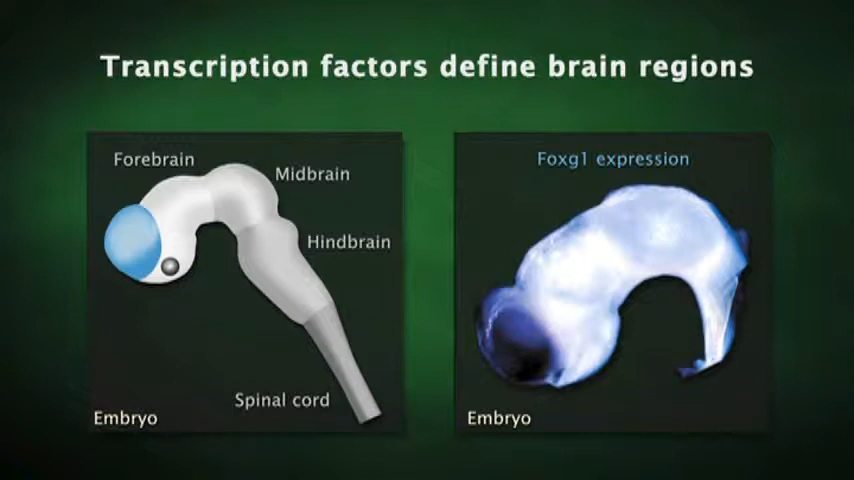 Transcription factors define brain regions
Forebrain
Midbrain
Hindbrain
Spinal cord
Embryo
Foxg1 expression
Embryo